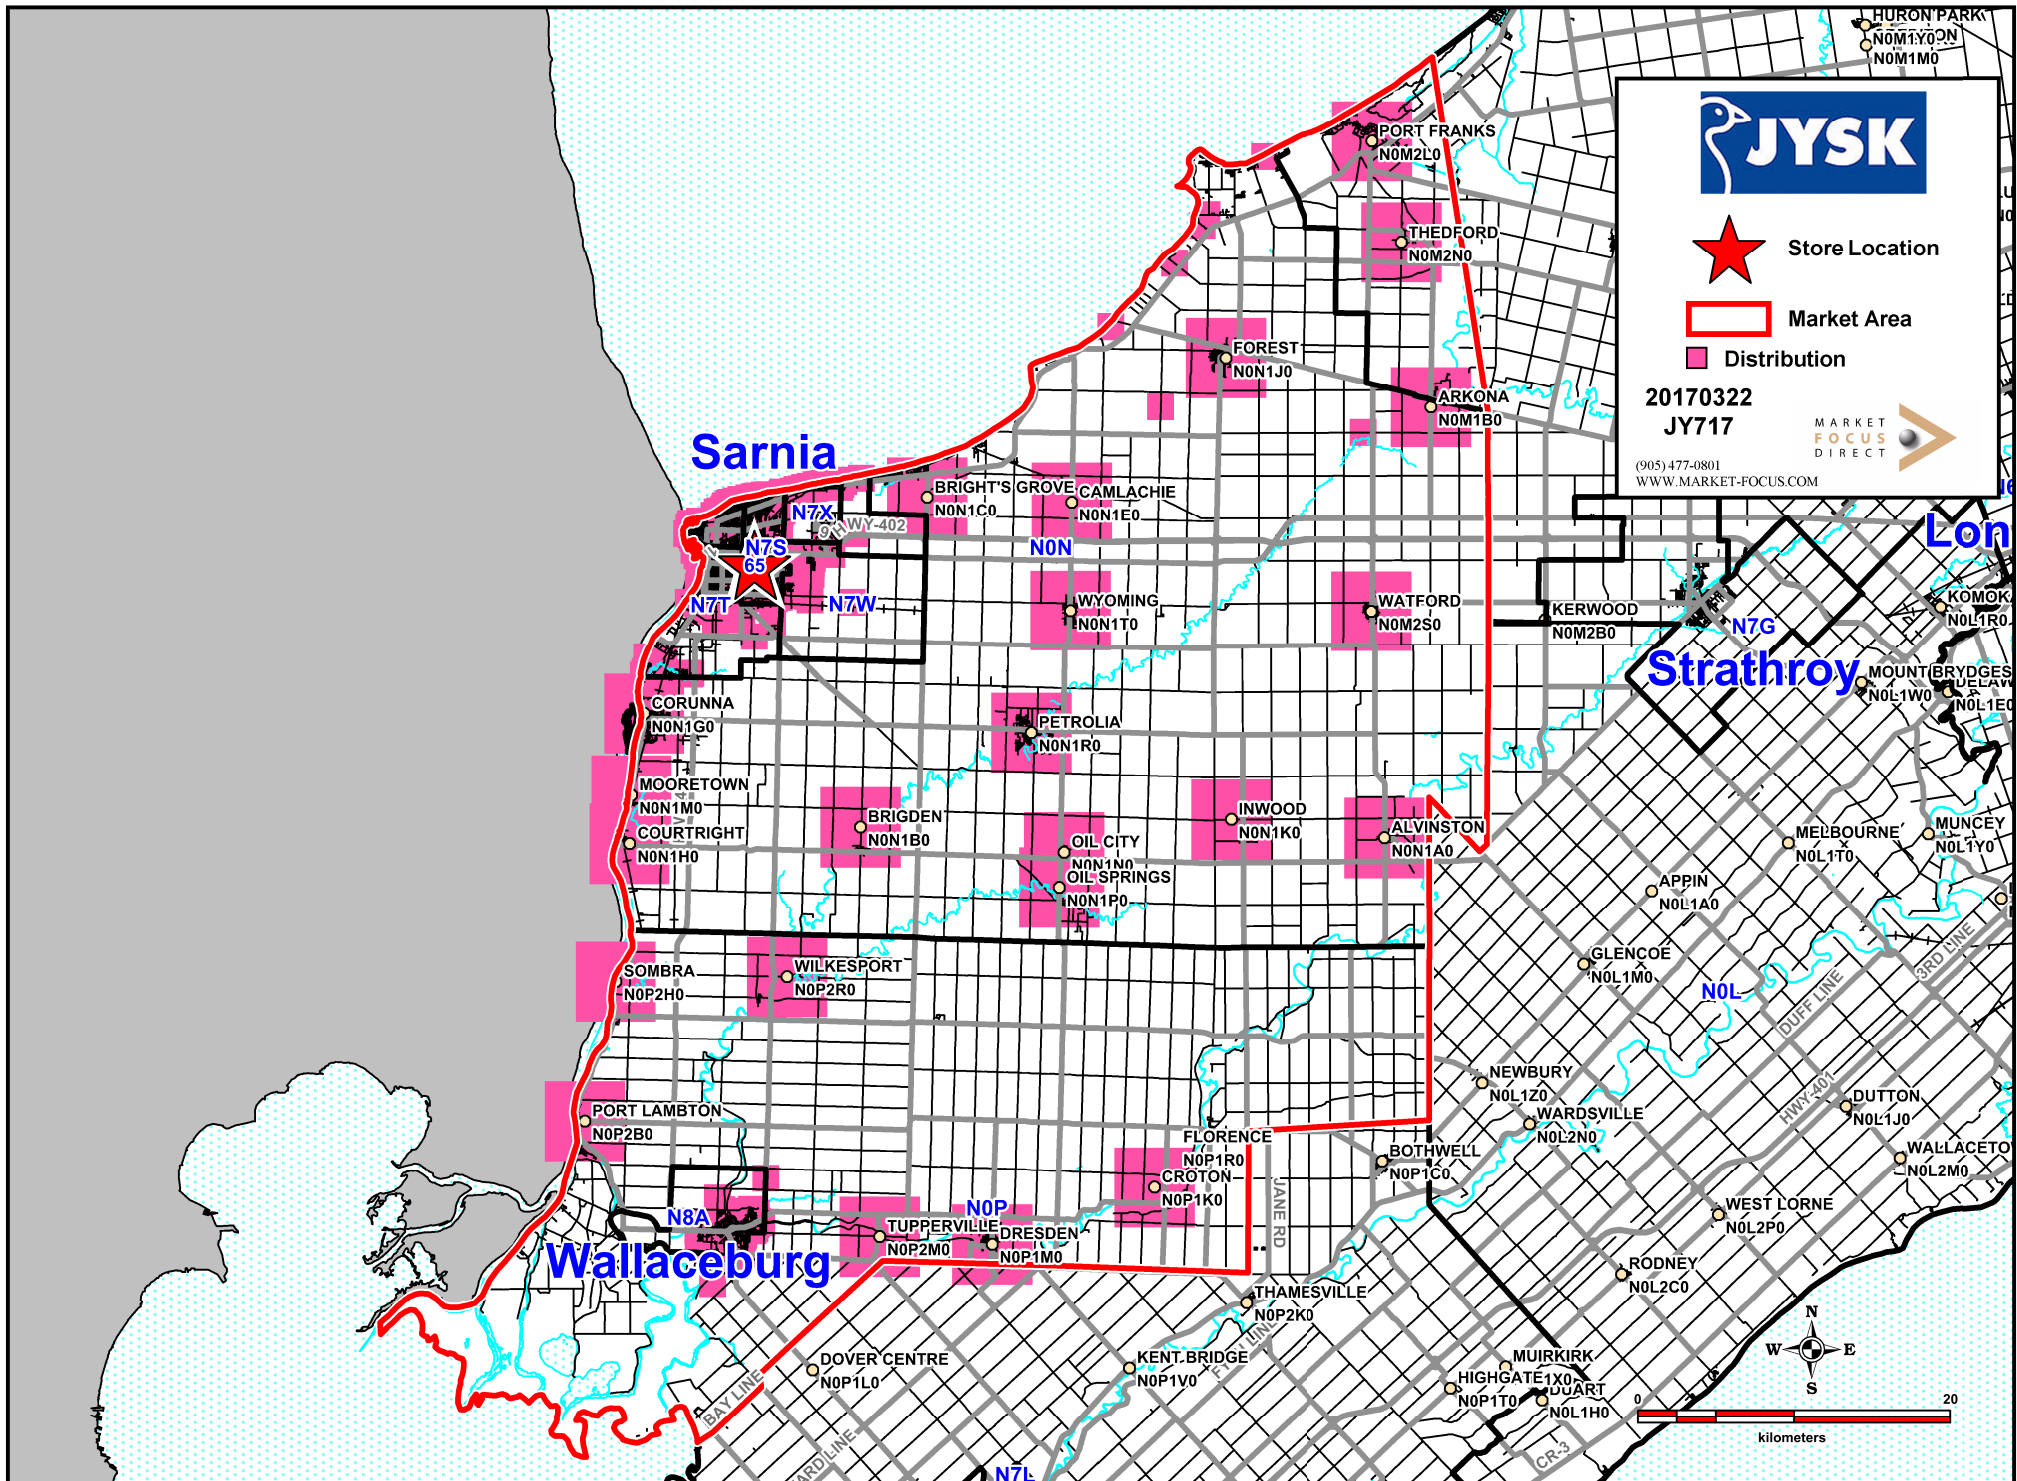 HURON PARK
N0M1Y0
N0M1M0
JYSK
Store Location
Market Area
Distribution
20170322
JY717
MARKET
FOCUS
DIRECT
(905) 477-0801
WWW.MARKET-FOCUS.COM
PORT FRANKS
N0M2L0
THEDFORD
N0M2N0
FOREST
N0N1J0
ARKONA
N0M1B0
Sarnia
BRIGHT'S GROVE
N0N1C0
CAMLACHIE
N0N1E0
N7X
HWY-402
N7S
65
N0N
Lon
N7T
N7W
WYOMING
N0N1T0
WATFORD
N0M2S0
KERWOOD
N0M2B0
KOMOKA
N0L1R0
N7G
Strathroy
MOUNT BRYDGES
N0L1W0
DELAW
N0L1E0
CORUNNA
N0N1G0
PETROLIA
N0N1R0
MOORETOWN
N0N1M0
COURTRIGHT
N0N1H0
BRIGDEN
N0N1B0
OIL CITY
N0N1N0
OIL SPRINGS
N0N1P0
INWOOD
N0N1K0
ALVINSTON
N0N1A0
MELBOURNE
N0L1T0
MUNCEY
N0L1Y0
APPIN
N0L1A0
GLENCOE
N0L1M0
3RD LINE
SOMBRA
N0P2H0
WILKESPORT
N0P2R0
N0L
DUFF LINE
NEWBURY
N0L1Z0
WARDSVILLE
N0L2N0
HWY-401
DUTTON
N0L1J0
PORT LAMBTON
N0P2B0
FLORENCE
N0P1R0
BOTHWELL
N0P1C0
WALLACETO
N0L2M0
CROTON
N0P1K0
JANE RD
WEST LORNE
N0L2P0
N8A
N0P
TUPPERVILLE
N0P2M0
DRESDEN
N0P1M0
Wallaceburg
RODNEY
N0L2C0
THAMESVILLE
N0P2K0
DOVER CENTRE
N0P1L0
KENT BRIDGE
N0P1V0
BAY LINE
MUIRKIRK
HIGHGATE
N0P1T0
DUART
N0L1H0
CR-3
N7L
N
W
E
S
0
20
kilometers